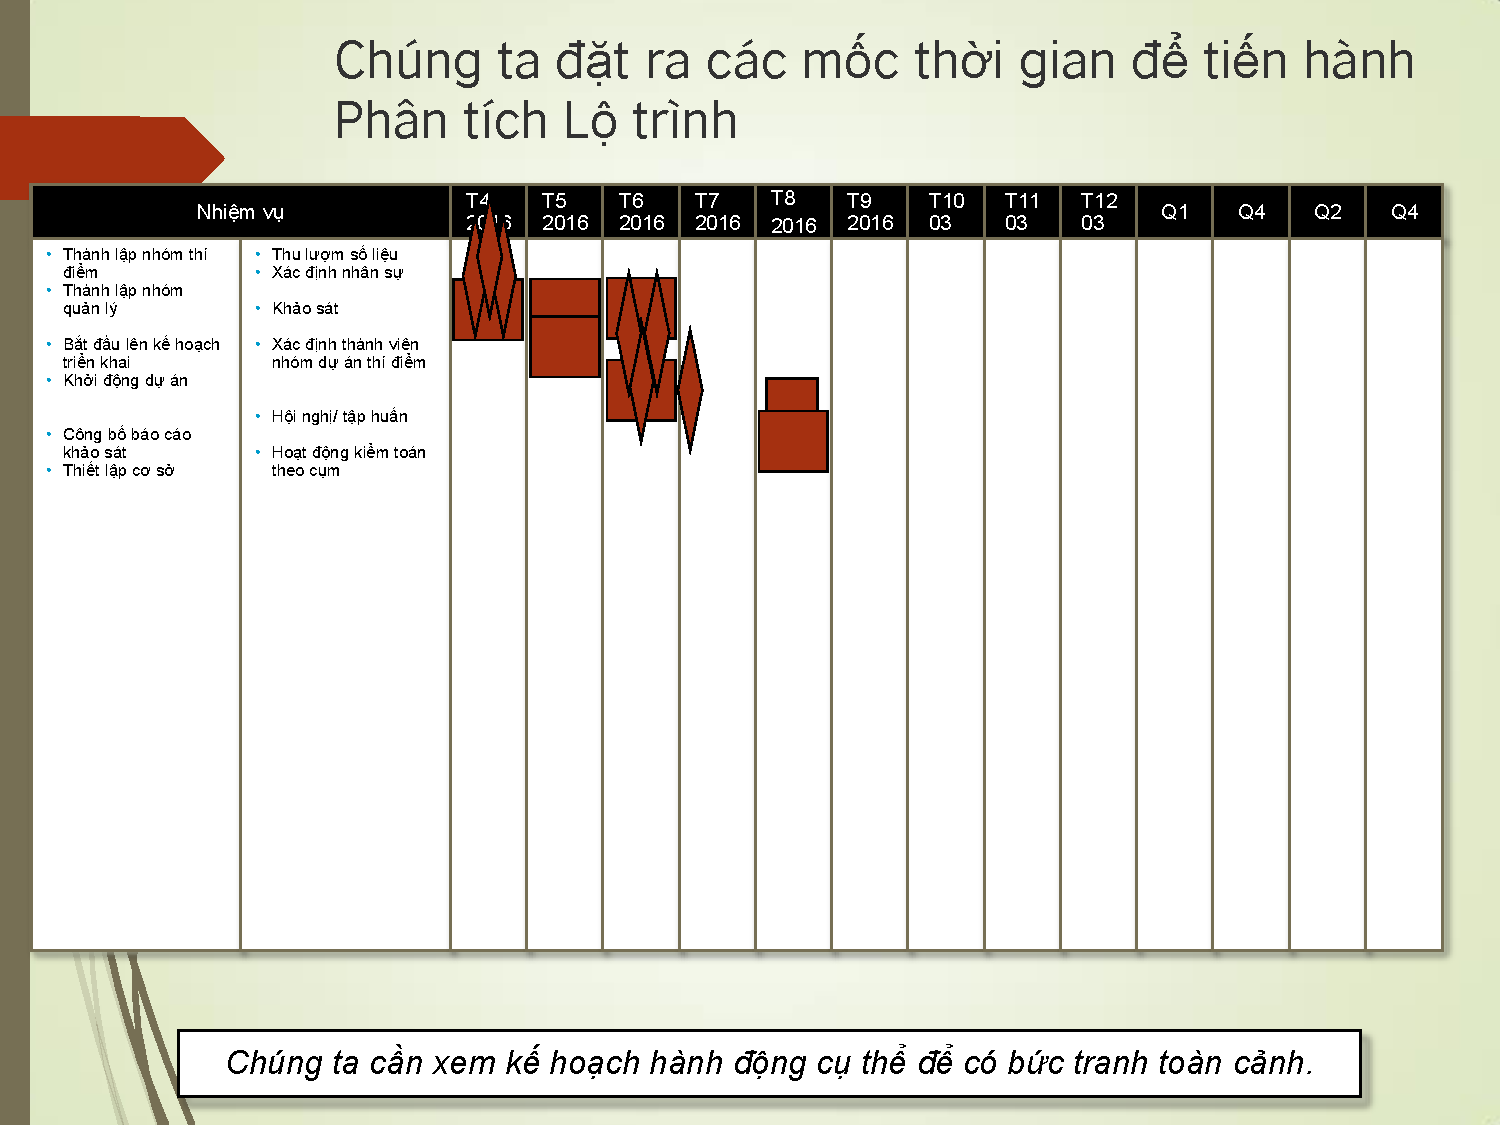 Chúng ta đặt ra các mốc thời gian để tiến hành
Phân tích Lộ trình
Nhiệm vụ
T4
2016
T5
2016
T6
2016
T7
2016
T8
2016
T9
2016
T10
03
T11
03
T12
03
Q1
Q4
Q2
Q4
• Thành lập nhóm thí
điểm
• Thành lập nhóm
quản lý
• Bắt đầu lên kế hoạch
triển khai
• Khởi động dự án
• Công bố báo cáo
khảo sát
• Thiết lập cơ sở
• Thu lượm số liệu
• Xác định nhân sự
• Khảo sát
• Xác định thành viên
nhóm dự án thí điểm
• Hội nghị/ tập huấn
• Hoạt động kiểm toán
theo cụm
Chúng ta cần xem kế hoạch hành động cụ thể để có bức tranh toàn cảnh.